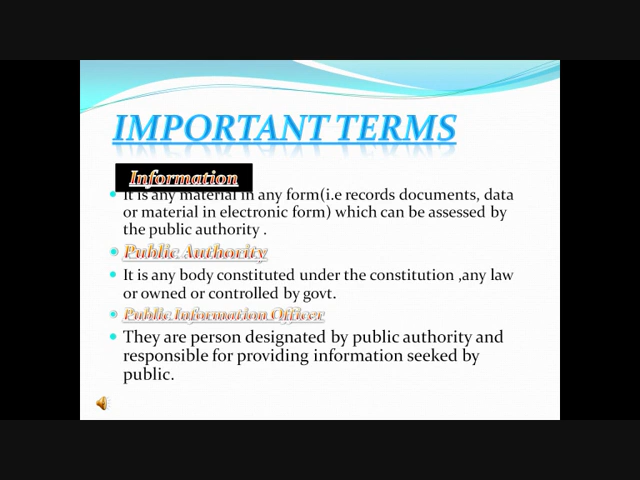 IMPORTANT TERMS
Information
It is any material in any form(i.e records documents, data
or material in electronic form) which can be assessed by
the public authority .
Public Authority
It is any body constituted under the constitution ,any law
or owned or controlled by govt.
Public Information Officer
They are person designated by public authority and
responsible for providing information seeked by
public.